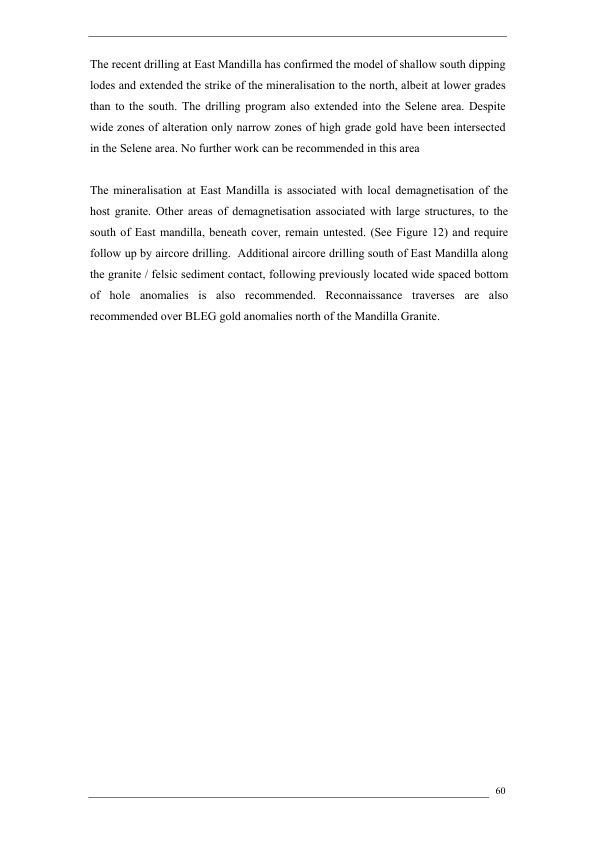 The recent drilling at East Mandilla has confirmed the model of shallow south dipping
lodes and extended the strike of the mineralisation to the north, albeit at lower grades
than to the south. The drilling program also extended into the Selene area. Despite
wide zones of alteration only narrow zones of high grade gold have been intersected
in the Selene area. No further work can be recommended in this area
The mineralisation at East Mandilla is associated with local demagnetisation of the
host granite. Other areas of demagnetisation associated with large structures, to the
south of East mandilla, beneath cover, remain untested. (See Figure 12) and require
follow up by aircore drilling.  Additional aircore drilling south of East Mandilla along
the granite / felsic sediment contact, following previously located wide spaced bottom
of hole anomalies is also recommended. Reconnaissance traverses are also
recommended over BLEG gold anomalies north of the Mandilla Granite.
60